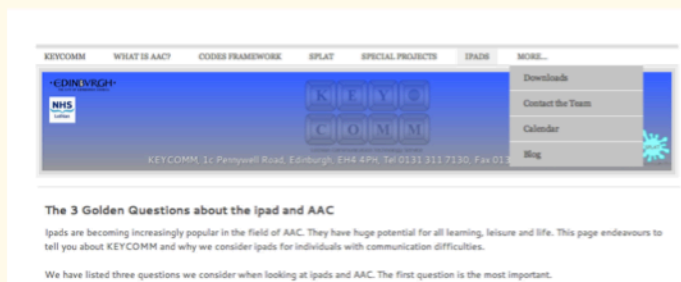 KEYCOMM WHAT IS AAC? CODES FRAMEWORK SPLAT SPECIAL PROJECTS IPADS MORE...
Downloads
Contact the Team
Calendar
Blog
·EDINBVRGH·
NHS
K E Y
C O M M
KEYCOMM, 1c Pennywell Road, Edinburgh, EH4 4PH, Tel 0131 311 7130, Fax 013
The 3 Golden Questions about the ipad and AAC
Ipads are becoming increasingly popular in the field of AAC. They have huge potential for all learning, leisure and life. This page endeavours to
tell you about KEYCOMM and why we consider ipads for individuals with communication difficulties.
We have listed three questions we consider when looking at ipads and AAC. The first question is the most important.